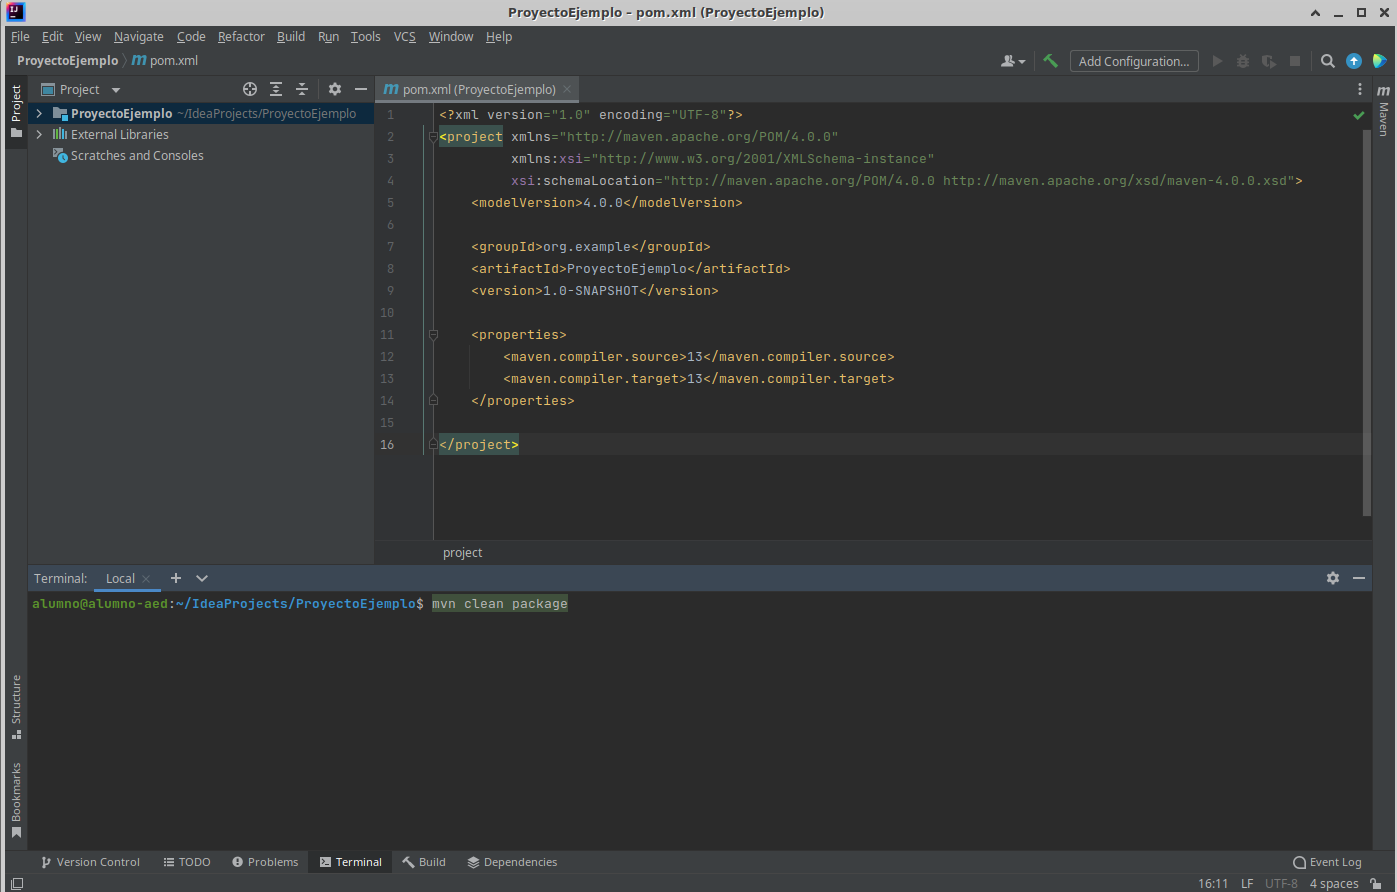 ProyectoEjemplo – pom.xml (ProyectoEjemplo)
File Edit View Navigate Code Refactor Build Run Tools VCS Window Help
ProyectoEjemplo pom.xml
Add Configuration...
Project
Project
pom.xml (ProyectoEjemplo)
Maven
ProyectoEjemplo ~/IdeaProjects/ProyectoEjemplo
External Libraries
Scratches and Consoles
1 <?xml version="1.0" encoding="UTF-8"?>
2 <project xmlns="http://maven.apache.org/POM/4.0.0"
3 xmlns:xsi="http://www.w3.org/2001/XMLSchema-instance"
4 xsi:schemaLocation="http://maven.apache.org/POM/4.0.0 http://maven.apache.org/xsd/maven-4.0.0.xsd">
5 <modelVersion>4.0.0</modelVersion>
6
7 <groupId>org.example</groupId>
8 <artifactId>ProyectoEjemplo</artifactId>
9 <version>1.0-SNAPSHOT</version>
10
11 <properties>
12 <maven.compiler.source>13</maven.compiler.source>
13 <maven.compiler.target>13</maven.compiler.target>
14 </properties>
15
16 </project>
project
Terminal: Local
alumno@alumno-aed:~/IdeaProjects/ProyectoEjemplo$ mvn clean package
Structure
Bookmarks
Version Control TODO Problems Terminal Build Dependencies Event Log
16:11 LF UTF-8 4 spaces